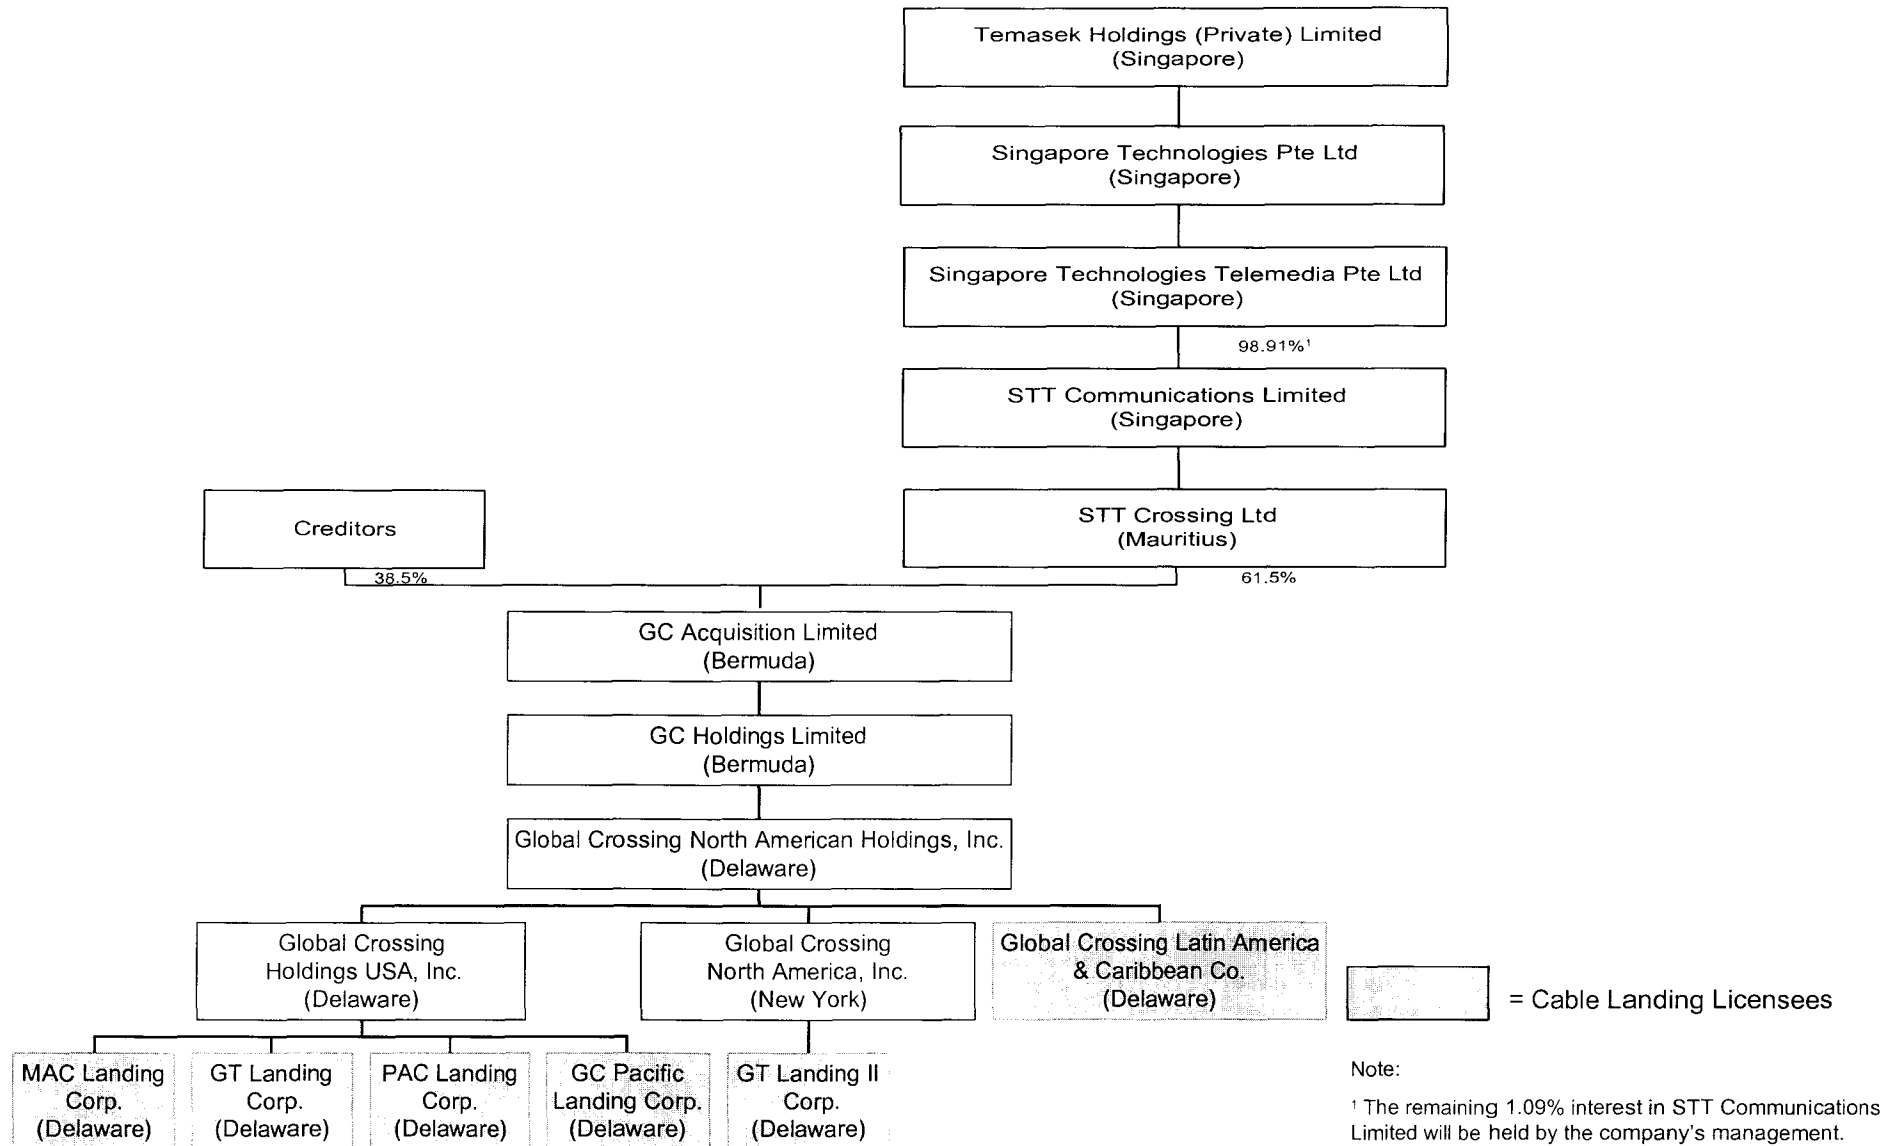 Temasek Holdings (Private) Limited
(Singapore)
Singapore Technologies Pte Ltd
(Singapore)
Singapore Technologies Telemedia Pte Ltd
(Singapore)
98.91%¹
STT Communications Limited
(Singapore)
Creditors
STT Crossing Ltd
(Mauritius)
38.5%
61.5%
GC Acquisition Limited
(Bermuda)
GC Holdings Limited
(Bermuda)
Global Crossing North American Holdings, Inc.
(Delaware)
Global Crossing
Holdings USA, Inc.
(Delaware)
Global Crossing
North America, Inc.
(New York)
Global Crossing Latin America
& Caribbean Co.
(Delaware)
= Cable Landing Licensees
MAC Landing
Corp.
(Delaware)
GT Landing
Corp.
(Delaware)
PAC Landing
Corp.
(Delaware)
GC Pacific
Landing Corp.
(Delaware)
GT Landing II
Corp.
(Delaware)
Note:
¹ The remaining 1.09% interest in STT Communications
Limited will be held by the company's management.